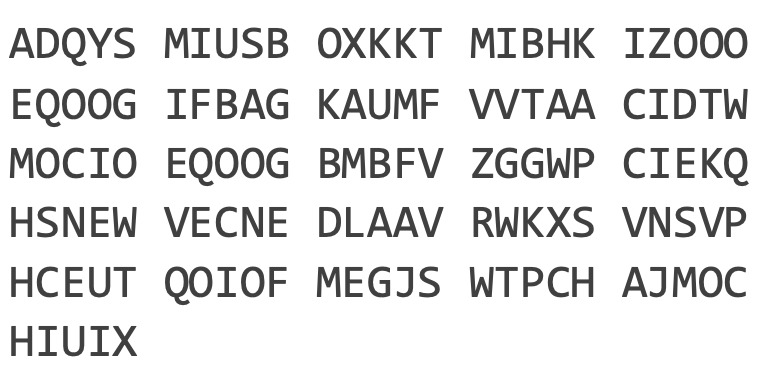 ADQYS MIUSB OXKKT MIBHK IZOOO
EQOOG IFBAG KAUMF VVTAA CIDTW
MOCIO EQOOG BMBFV ZGGWP CIEKQ
HSNEW VECNE DLAAV RWKXS VNSVP
HCEUT QOIOF MEGJS WTPCH AJMOC
HIUIX